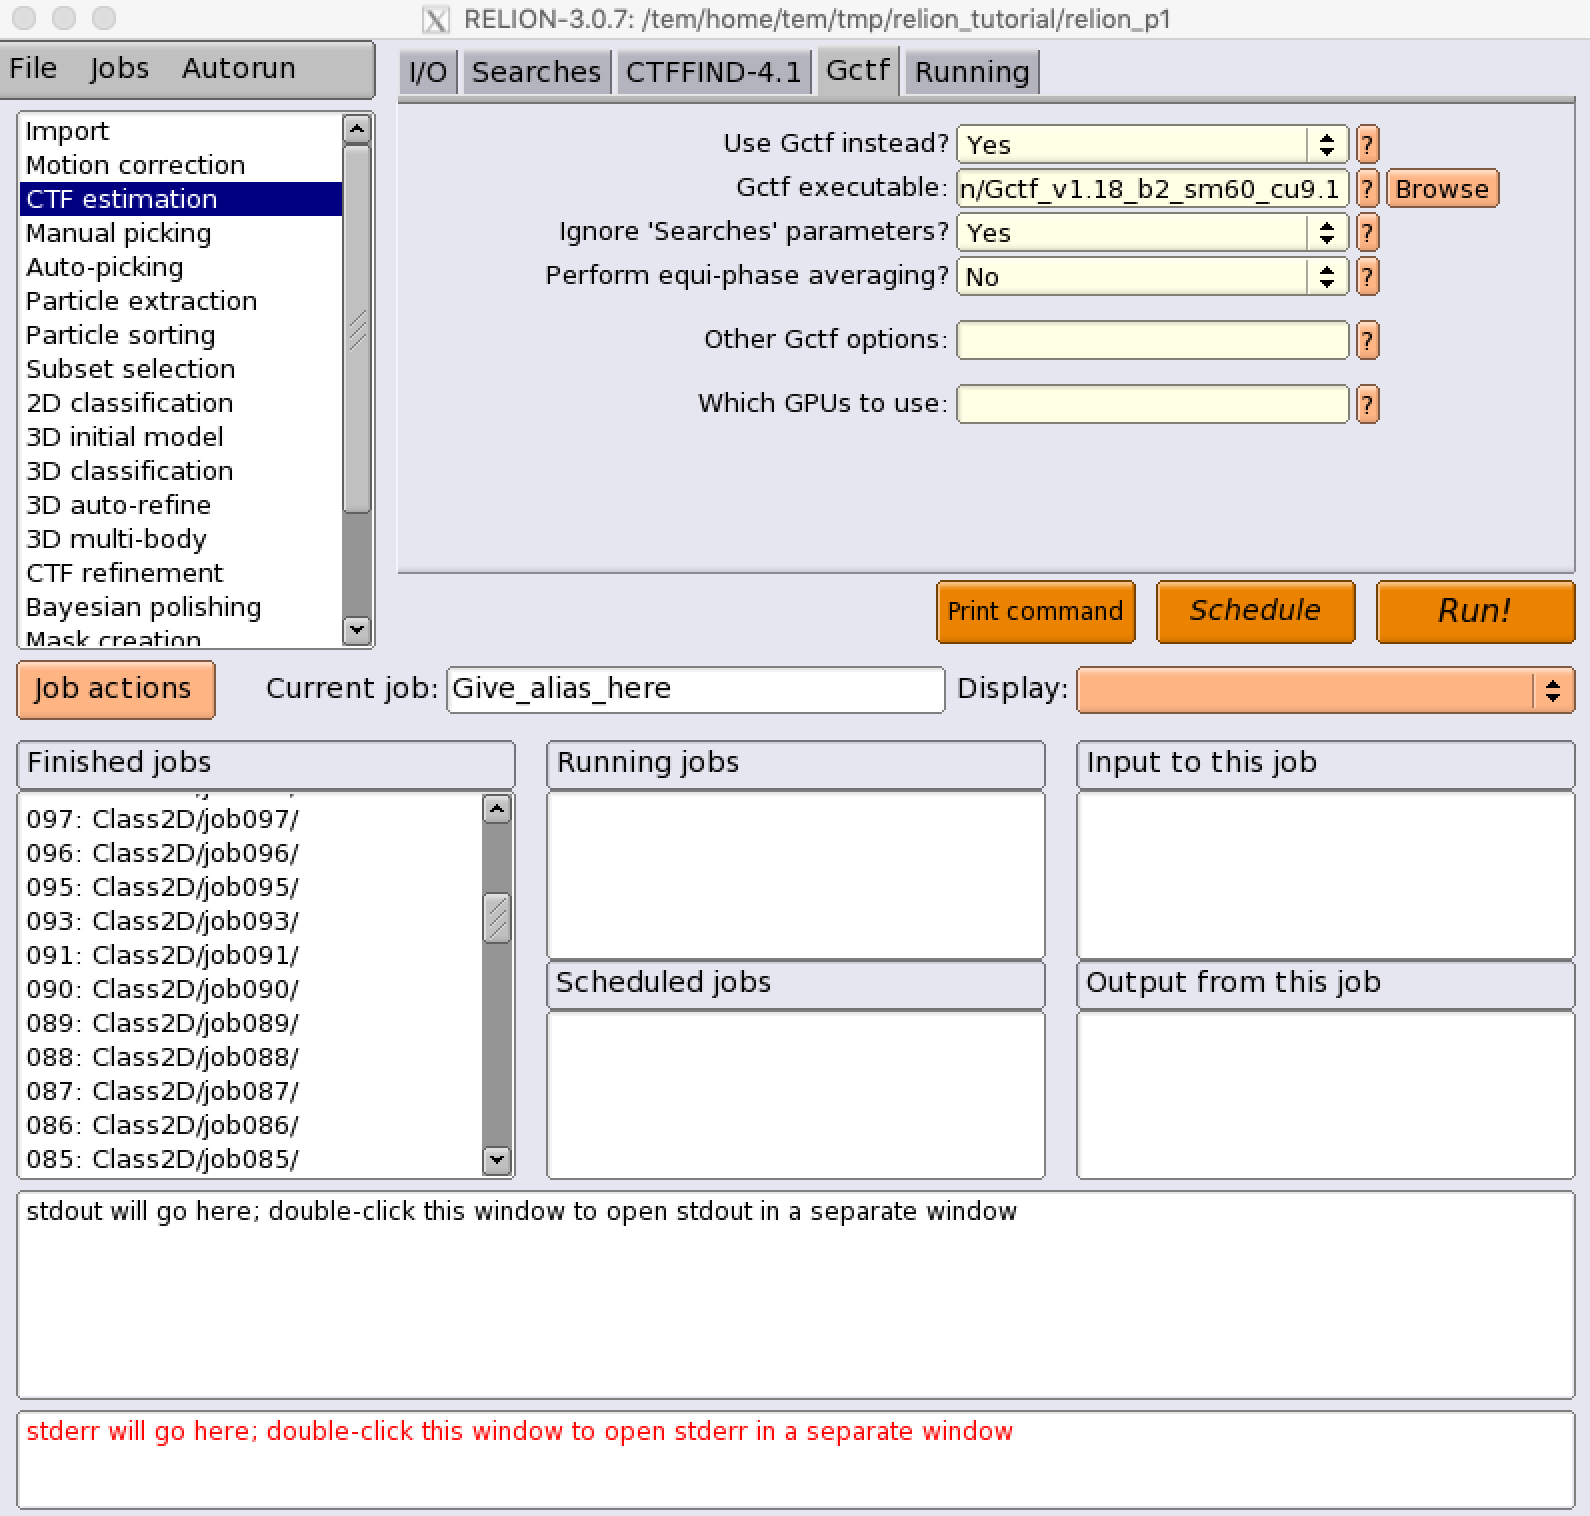 RELION-3.0.7: /tem/home/tem/tmp/relion_tutorial/relion_p1
File Jobs Autorun
I/O Searches CTFFIND-4.1 Gctf Running
Import
Motion correction
CTF estimation
Manual picking
Auto-picking
Particle extraction
Particle sorting
Subset selection
2D classification
3D initial model
3D classification
3D auto-refine
3D multi-body
CTF refinement
Bayesian polishing
Mask creation
Use Gctf instead? Yes ?
Gctf executable: n/Gctf_v1.18_b2_sm60_cu9.1 ? Browse
Ignore 'Searches' parameters? Yes ?
Perform equi-phase averaging? No ?
Other Gctf options: ?
Which GPUs to use: ?
Print command Schedule Run!
Job actions Current job: Give_alias_here Display:
Finished jobs
097: Class2D/job097/
096: Class2D/job096/
095: Class2D/job095/
093: Class2D/job093/
091: Class2D/job091/
090: Class2D/job090/
089: Class2D/job089/
088: Class2D/job088/
087: Class2D/job087/
086: Class2D/job086/
085: Class2D/job085/
Running jobs
Scheduled jobs
Input to this job
Output from this job
stdout will go here; double-click this window to open stdout in a separate window
stderr will go here; double-click this window to open stderr in a separate window